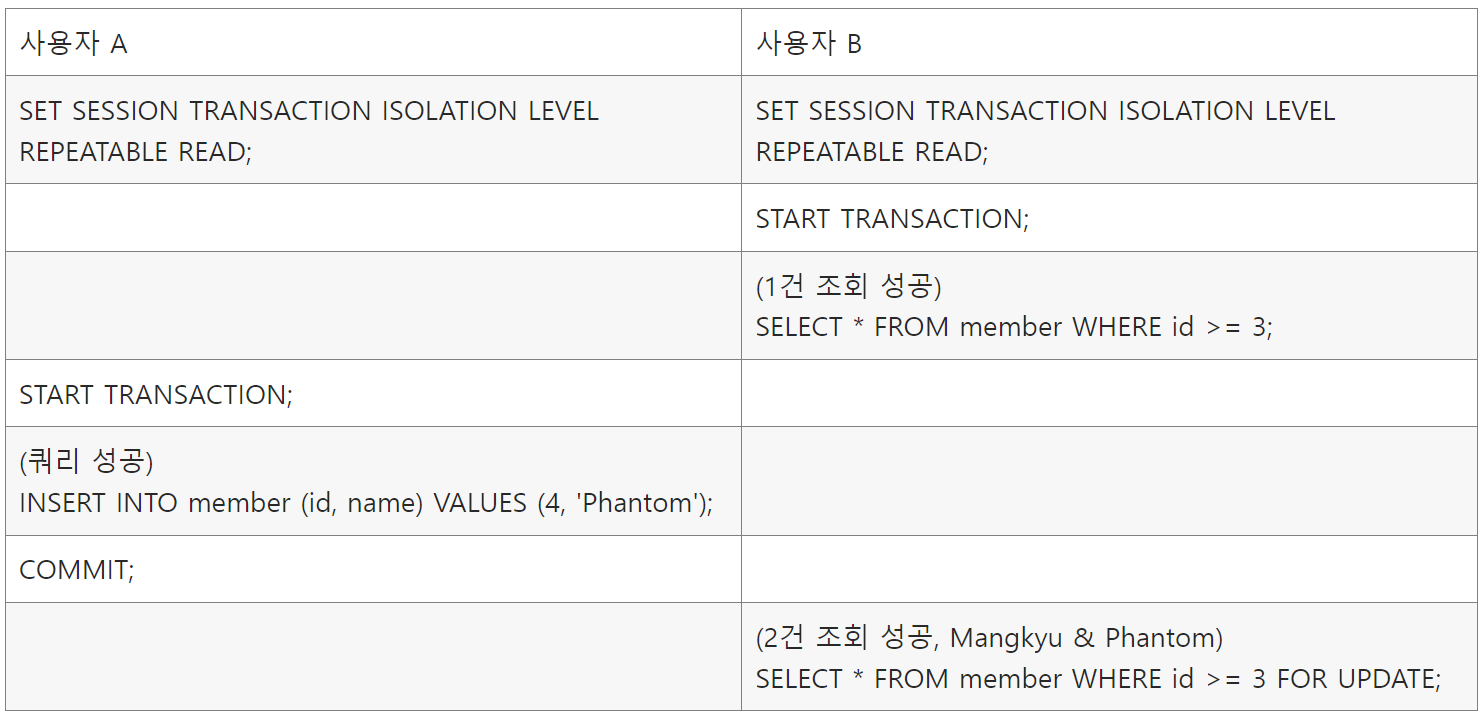 사용자 A
사용자 B
SET SESSION TRANSACTION ISOLATION LEVEL
REPEATABLE READ;
SET SESSION TRANSACTION ISOLATION LEVEL
REPEATABLE READ;
START TRANSACTION;
(1건 조회 성공)
SELECT * FROM member WHERE id >= 3;
START TRANSACTION;
(쿼리 성공)
INSERT INTO member (id, name) VALUES (4, 'Phantom');
COMMIT;
(2건 조회 성공, Mangkyu & Phantom)
SELECT * FROM member WHERE id >= 3 FOR UPDATE;